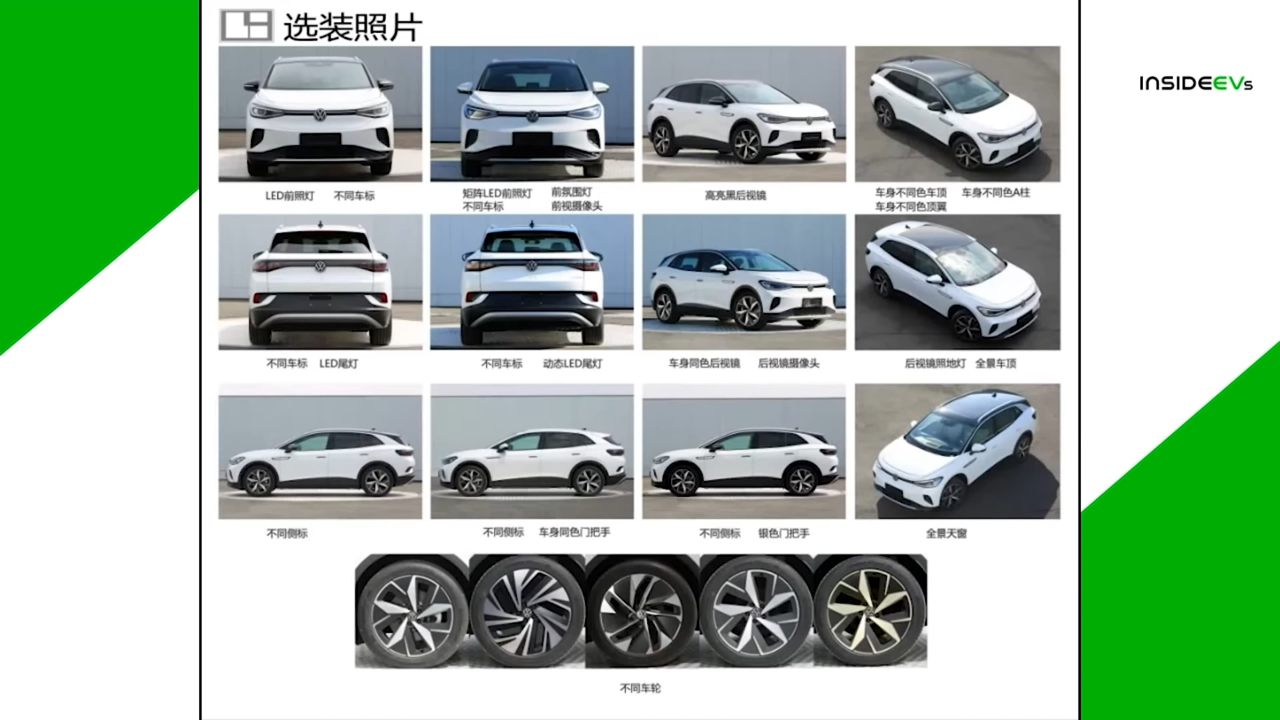 选装照片
INSIDEEVs
LED前照灯 不同车标
矩阵LED前照灯 前氛围灯
不同车标 前视摄像头
高亮黑后视镜
车身不同色车顶 车身不同色A柱
车身不同色顶翼
不同车标 LED尾灯
不同车标 动态LED尾灯
车身同色后视镜 后视镜摄像头
后视镜照地灯 全景车顶
不同侧标
不同侧标 车身同色门把手
不同侧标 银色门把手
全景天窗
不同车轮